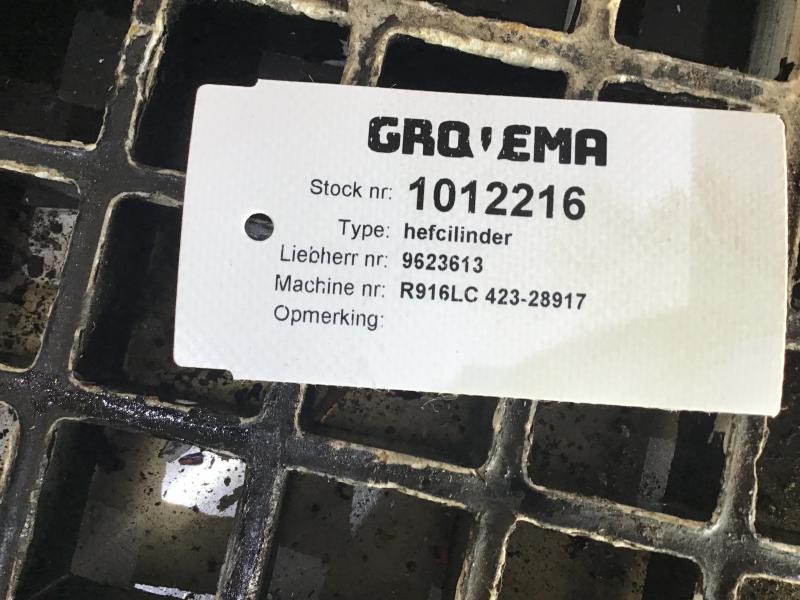 GRO'EMA
Stock nr: 1012216
Type: hefcilinder
Liebherr nr: 9623613
Machine nr: R916LC 423-28917
Opmerking: